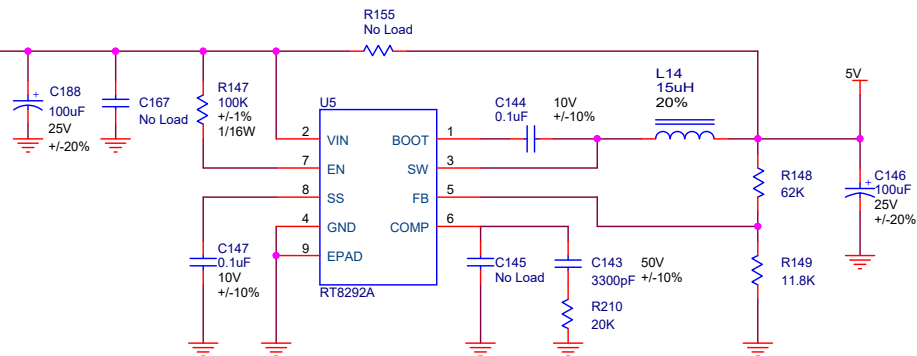 R155
No Load
C188
100uF
25V
+/-20%
C167
No Load
R147
100K
+/-1%
1/16W
U5
2
VIN
7
EN
8
SS
4
GND
9
EPAD
BOOT
1
SW
3
FB
5
COMP
6
RT8292A
C147
0.1uF
10V
+/-10%
C144
0.1uF
10V
+/-10%
L14
15uH
20%
5V
R148
62K
C146
100uF
25V
+/-20%
R149
11.8K
C145
No Load
C143
3300pF
50V
+/-10%
R210
20K